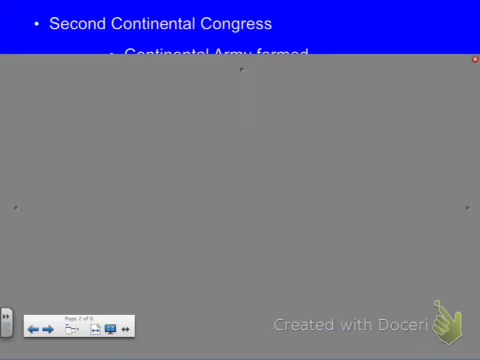 • Second Continental Congress
• Continental Army formed
Page 2 of 6
Created with Doceri